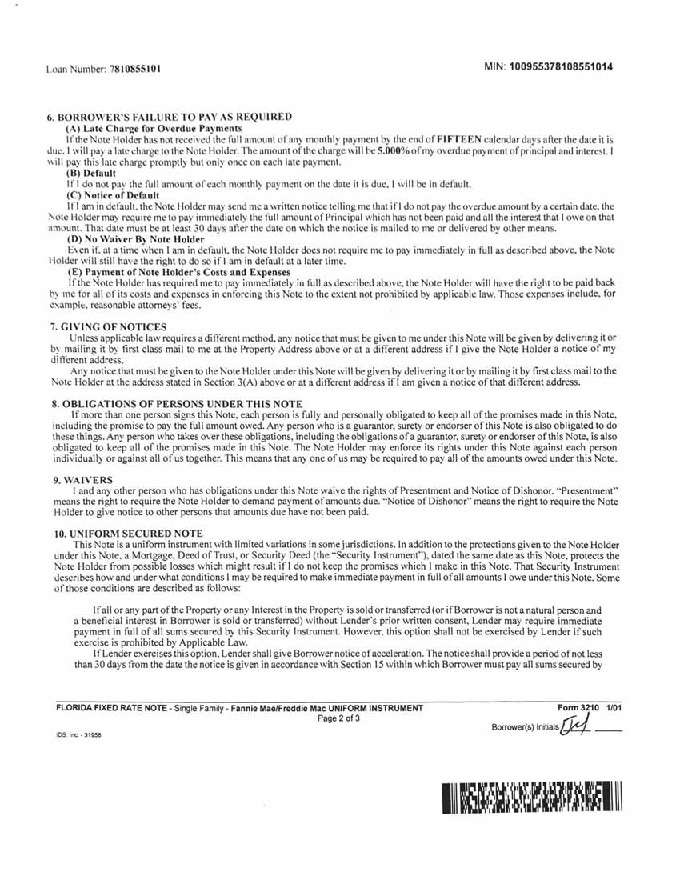 Loan Number: 7810855101
MIN: 100955378108551014
6. BORROWER'S FAILURE TO PAY AS REQUIRED
(A) Late Charge for Overdue Payments
If the Note Holder has not received the full amount of any monthly payment by the end of FIFTEEN calendar days after the date it is
due, I will pay a late charge to the Note Holder. The amount of the charge will be 5.000% of my overdue payment of principal and interest. I
will pay this late charge promptly but only once on each late payment.
(B) Default
If I do not pay the full amount of each monthly payment on the date it is due, I will be in default.
(C) Notice of Default
If I am in default, the Note Holder may send me a written notice telling me that if I do not pay the overdue amount by a certain date, the
Note Holder may require me to pay immediately the full amount of Principal which has not been paid and all the interest that I owe on that
amount. That date must be at least 30 days after the date on which the notice is mailed to me or delivered by other means.
(D) No Waiver By Note Holder
Even if, at a time when I am in default, the Note Holder does not require me to pay immediately in full as described above, the Note
Holder will still have the right to do so if I am in default at a later time.
(E) Payment of Note Holder's Costs and Expenses
If the Note Holder has required me to pay immediately in full as described above, the Note Holder will have the right to be paid back
by me for all of its costs and expenses in enforcing this Note to the extent not prohibited by applicable law. Those expenses include, for
example, reasonable attorneys' fees.
7. GIVING OF NOTICES
Unless applicable law requires a different method, any notice that must be given to me under this Note will be given by delivering it or
by mailing it by first class mail to me at the Property Address above or at a different address if I give the Note Holder a notice of my
different address.
Any notice that must be given to the Note Holder under this Note will be given by delivering it or by mailing it by first class mail to the
Note Holder at the address stated in Section 3(A) above or at a different address if I am given a notice of that different address.
8. OBLIGATIONS OF PERSONS UNDER THIS NOTE
If more than one person signs this Note, each person is fully and personally obligated to keep all of the promises made in this Note,
including the promise to pay the full amount owed. Any person who is a guarantor, surety or endorser of this Note is also obligated to do
these things. Any person who takes over these obligations, including the obligations of a guarantor, surety or endorser of this Note, is also
obligated to keep all of the promises made in this Note. The Note Holder may enforce its rights under this Note against each person
individually or against all of us together. This means that any one of us may be required to pay all of the amounts owed under this Note.
9. WAIVERS
I and any other person who has obligations under this Note waive the rights of Presentment and Notice of Dishonor. "Presentment"
means the right to require the Note Holder to demand payment of amounts due. "Notice of Dishonor" means the right to require the Note
Holder to give notice to other persons that amounts due have not been paid.
10. UNIFORM SECURED NOTE
This Note is a uniform instrument with limited variations in some jurisdictions. In addition to the protections given to the Note Holder
under this Note, a Mortgage, Deed of Trust, or Security Deed (the "Security Instrument"), dated the same date as this Note, protects the
Note Holder from possible losses which might result if I do not keep the promises which I make in this Note. That Security Instrument
describes how and under what conditions I may be required to make immediate payment in full of all amounts I owe under this Note. Some
of those conditions are described as follows:
If all or any part of the Property or any Interest in the Property is sold or transferred (or if Borrower is not a natural person and
a beneficial interest in Borrower is sold or transferred) without Lender's prior written consent, Lender may require immediate
payment in full of all sums secured by this Security Instrument. However, this option shall not be exercised by Lender if such
exercise is prohibited by Applicable Law.
If Lender exercises this option, Lender shall give Borrower notice of acceleration. The notice shall provide a period of not less
than 30 days from the date the notice is given in accordance with Section 15 within which Borrower must pay all sums secured by
FLORIDA FIXED RATE NOTE - Single Family - Fannie Mae/Freddie Mac UNIFORM INSTRUMENT
Form 3210 1/01
Page 2 of 3
Borrower(s) Initials
IDS, Inc. -